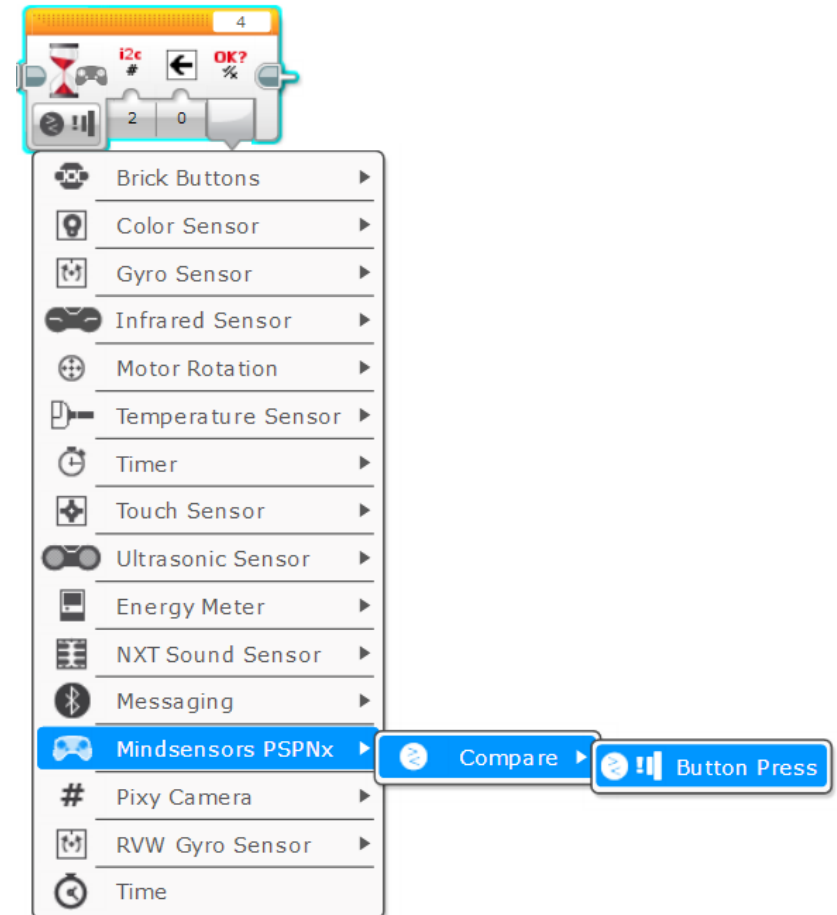 4
i2c
#
OK?
2 0
Brick Buttons
Color Sensor
Gyro Sensor
Infrared Sensor
Motor Rotation
Temperature Sensor
Timer
Touch Sensor
Ultrasonic Sensor
Energy Meter
NXT Sound Sensor
Messaging
Mindsensors PSPNx Compare Button Press
# Pixy Camera
RVW Gyro Sensor
Time